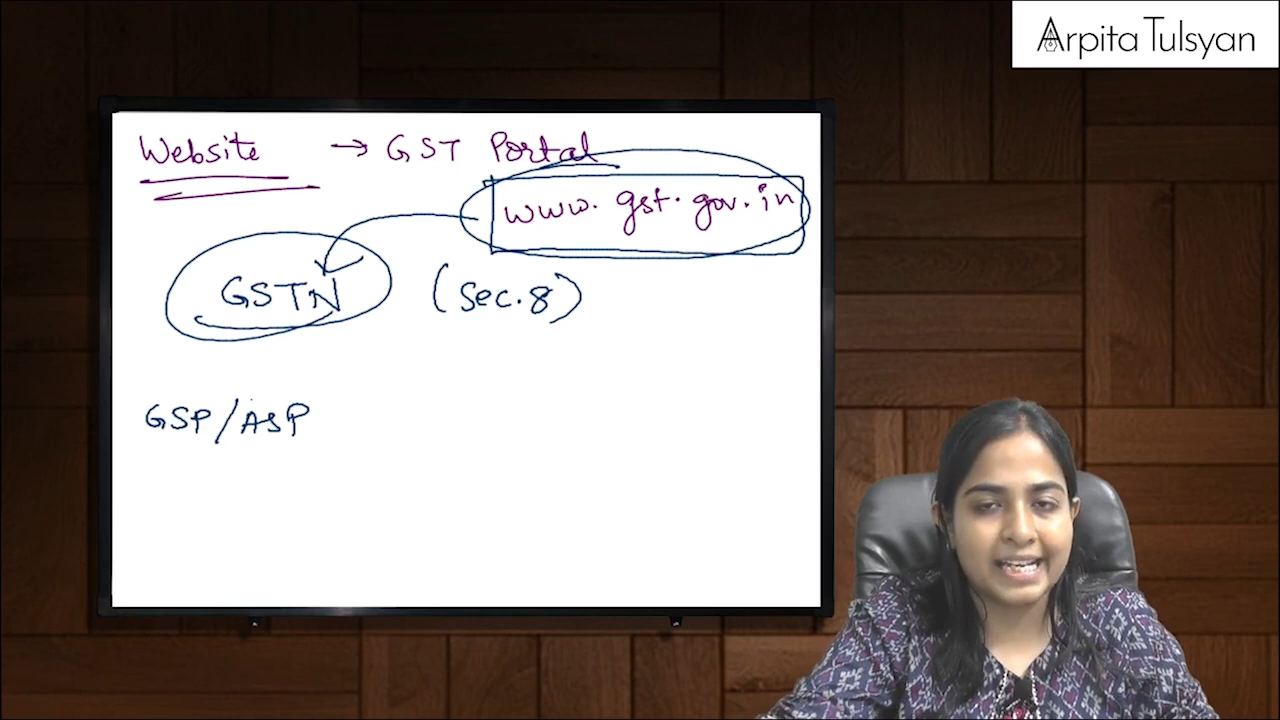 Arpita Tulsyan
Website → GST Portal
www.gst.gov.in
GSTN (Sec.8)
GSP/ASP